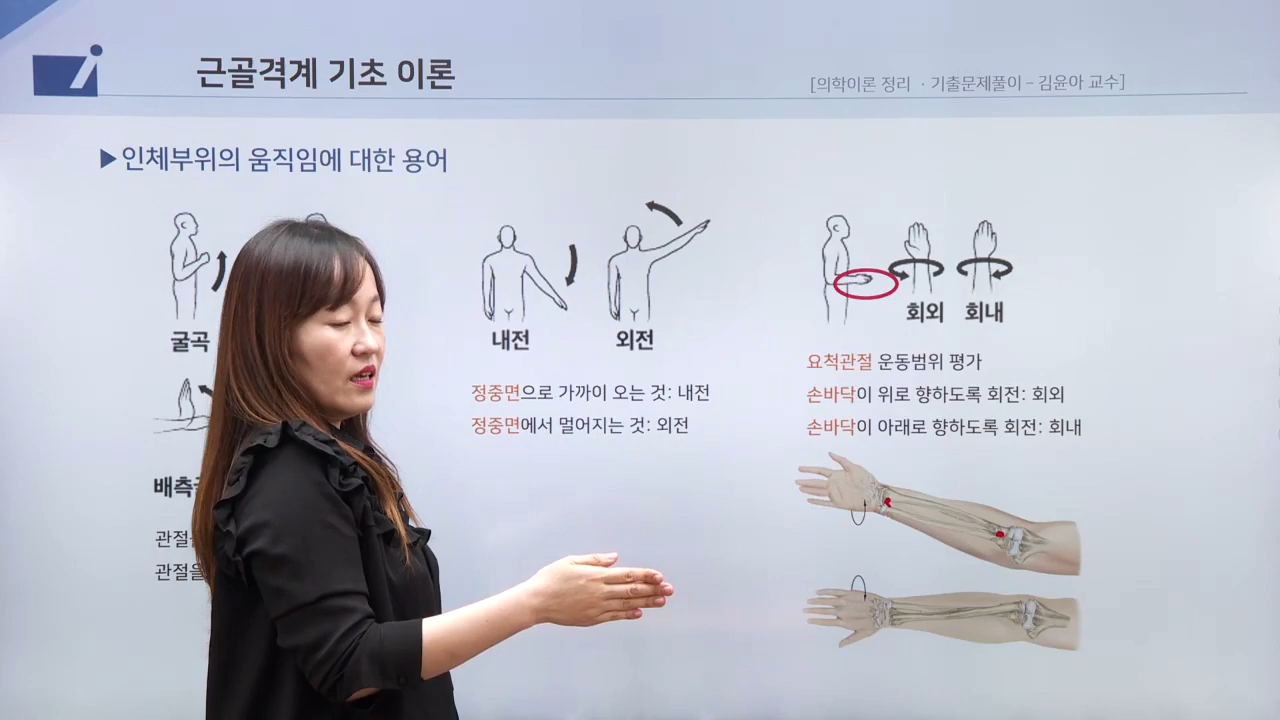 근골격계 기초 이론
[의학이론 정리 · 기출문제풀이 – 김윤아 교수]
▶인체부위의 움직임에 대한 용어
굴곡
내전 외전
회외 회내
정중면으로 가까이 오는 것: 내전
정중면에서 멀어지는 것: 외전
요척관절 운동범위 평가
손바닥이 위로 향하도록 회전: 회외
손바닥이 아래로 향하도록 회전: 회내
배측
관절을
관절을